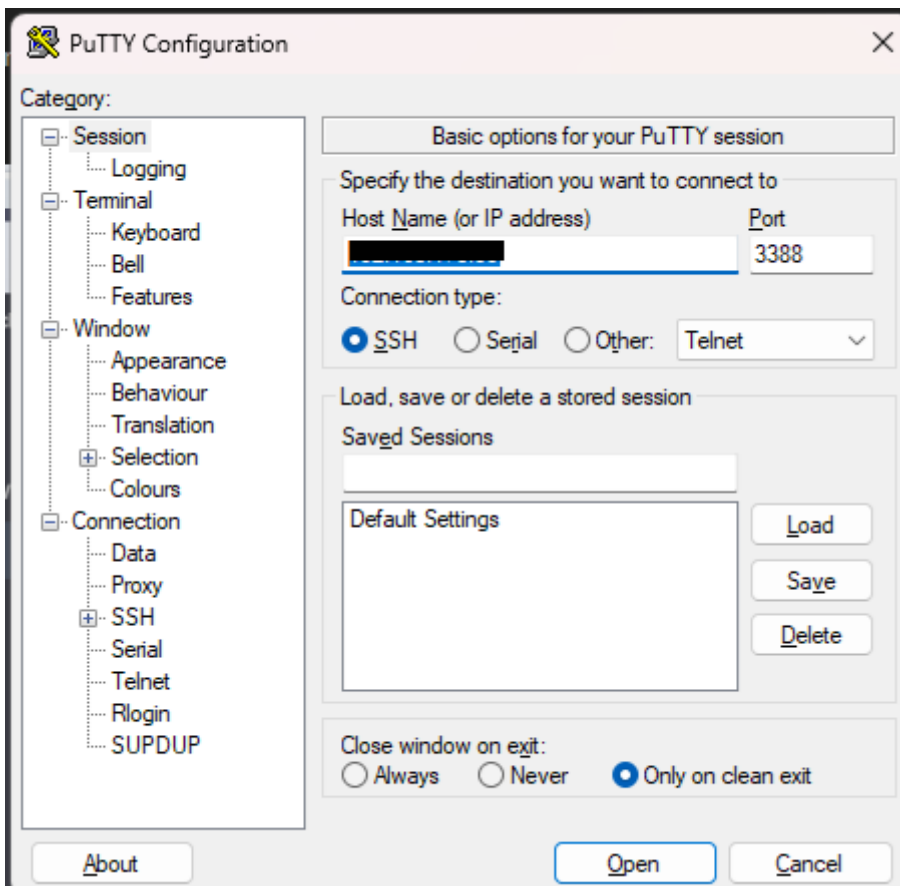 PuTTY Configuration
Category:
Session
Logging
Terminal
Keyboard
Bell
Features
Window
Appearance
Behaviour
Translation
Selection
Colours
Connection
Data
Proxy
SSH
Serial
Telnet
Rlogin
SUPDUP
Basic options for your PuTTY session
Specify the destination you want to connect to
Host Name (or IP address) Port
3388
Connection type:
SSH Serial Other: Telnet
Load, save or delete a stored session
Saved Sessions
Default Settings
Load
Save
Delete
Close window on exit:
Always Never Only on clean exit
About Open Cancel